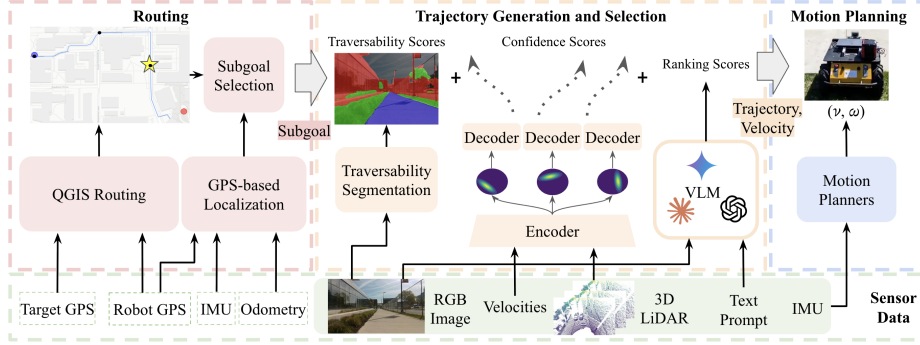 Routing
Trajectory Generation and Selection
Motion Planning
Traversability Scores
Confidence Scores
Subgoal
Selection
+
+
Ranking Scores
Subgoal
Trajectory,
Velocity
(ν, ω)
Decoder
Decoder
Decoder
QGIS Routing
GPS-based
Localization
Traversability
Segmentation
VLM
Motion
Planners
Encoder
Target GPS
Robot GPS
IMU
Odometry
RGB
Image
Velocities
3D
LiDAR
Text
Prompt
IMU
Sensor
Data